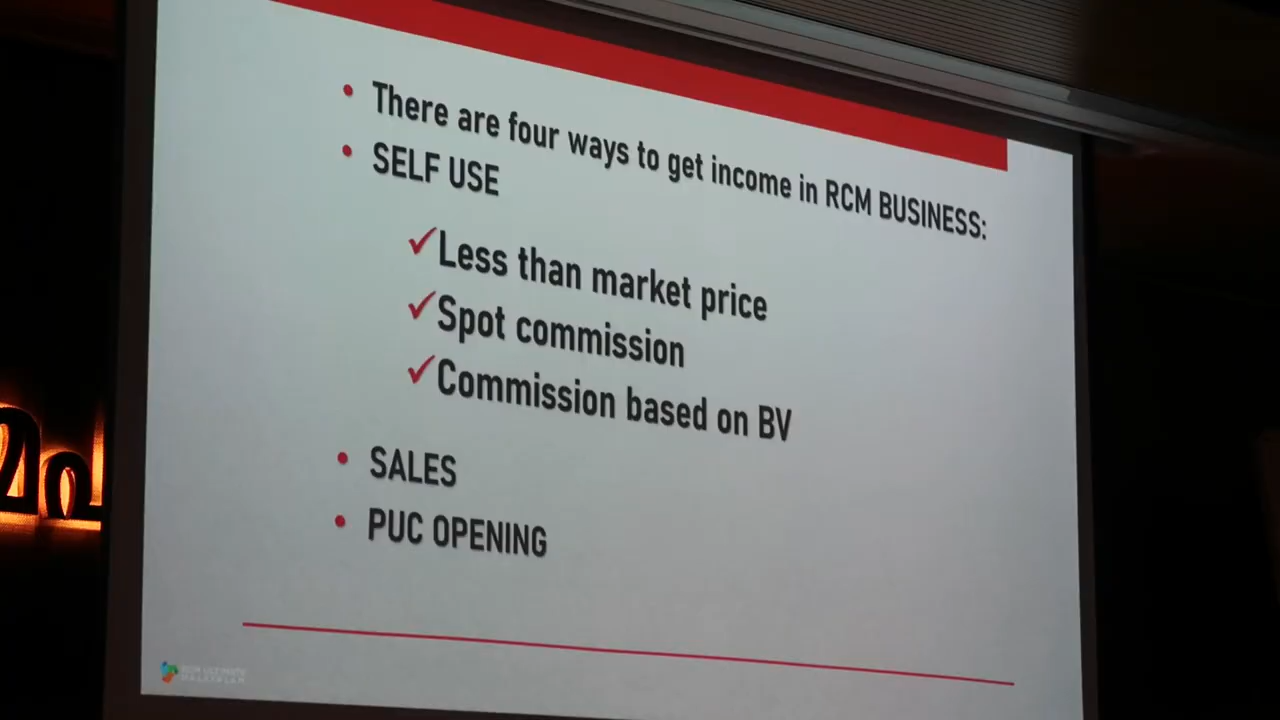 There are four ways to get income in RCM BUSINESS:
SELF USE
Less than market price
Spot commission
Commission based on BV
SALES
PUC OPENING